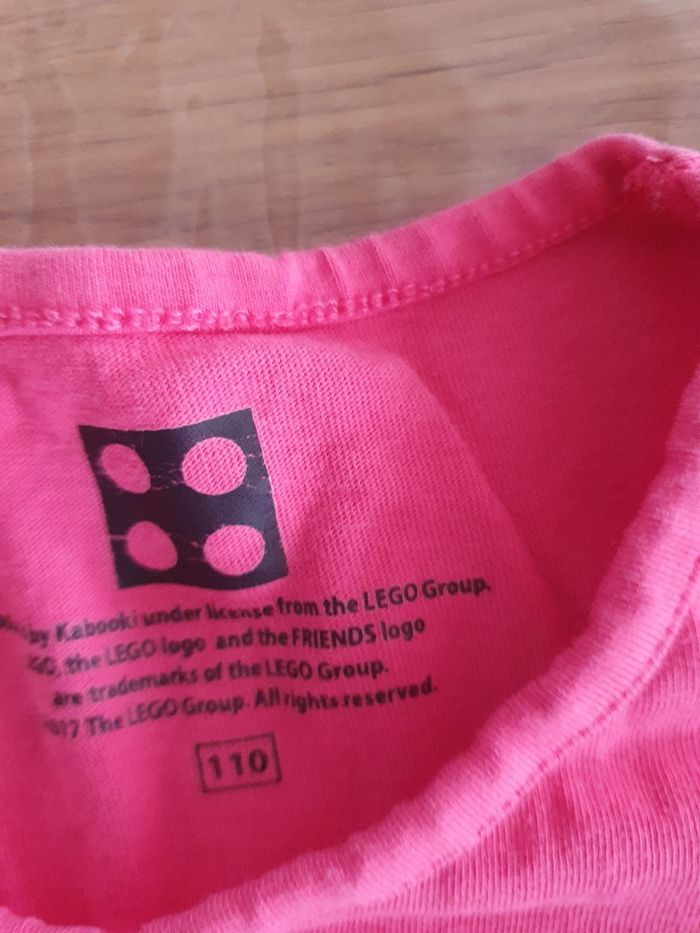 by Kabooki under license from the LEGO Group.
the LEGO logo and the FRIENDS logo
are trademarks of the LEGO Group.
The LEGO Group. All rights reserved.
110